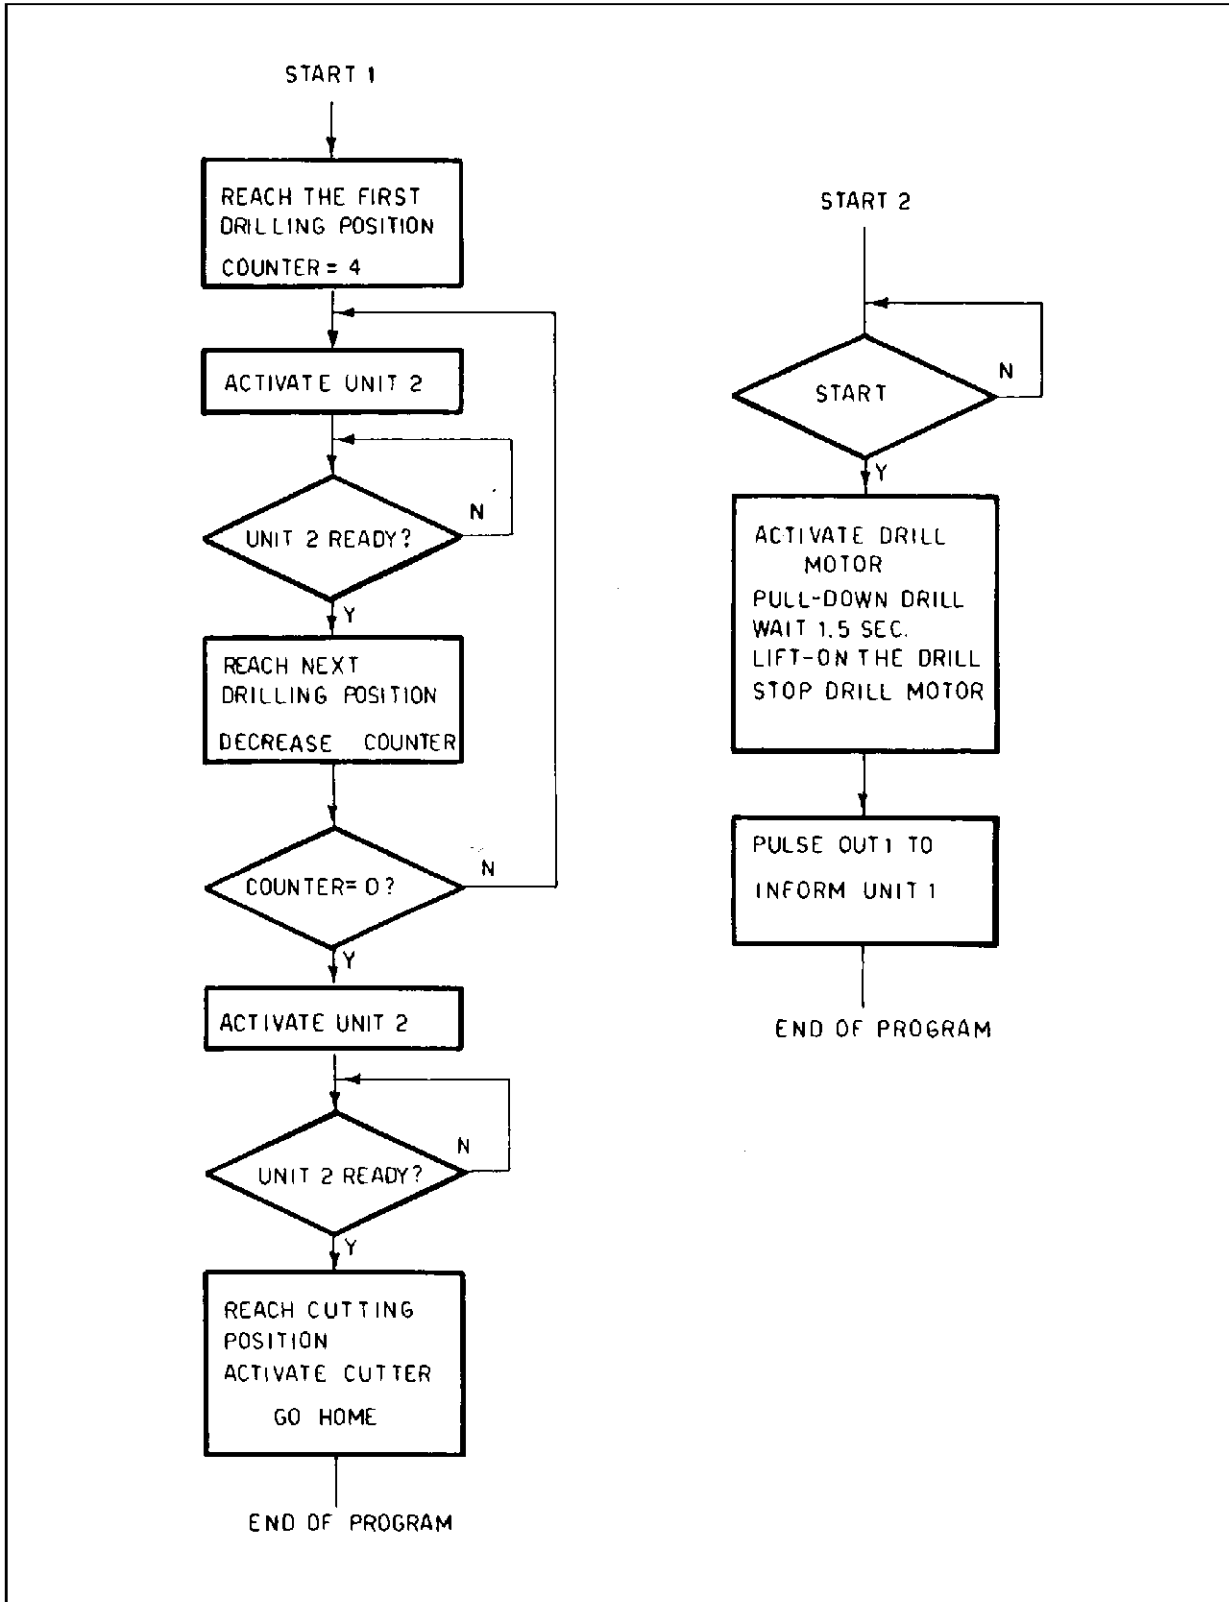 START 1
REACH THE FIRST
DRILLING POSITION
COUNTER = 4
ACTIVATE UNIT 2
UNIT 2 READY?
N
Y
REACH NEXT
DRILLING POSITION
DECREASE COUNTER
COUNTER= 0?
N
Y
ACTIVATE UNIT 2
UNIT 2 READY?
N
Y
REACH CUTTING
POSITION
ACTIVATE CUTTER
GO HOME
END OF PROGRAM
START 2
START
N
Y
ACTIVATE DRILL
MOTOR
PULL-DOWN DRILL
WAIT 1.5 SEC.
LIFT-ON THE DRILL
STOP DRILL MOTOR
PULSE OUT1 TO
INFORM UNIT 1
END OF PROGRAM